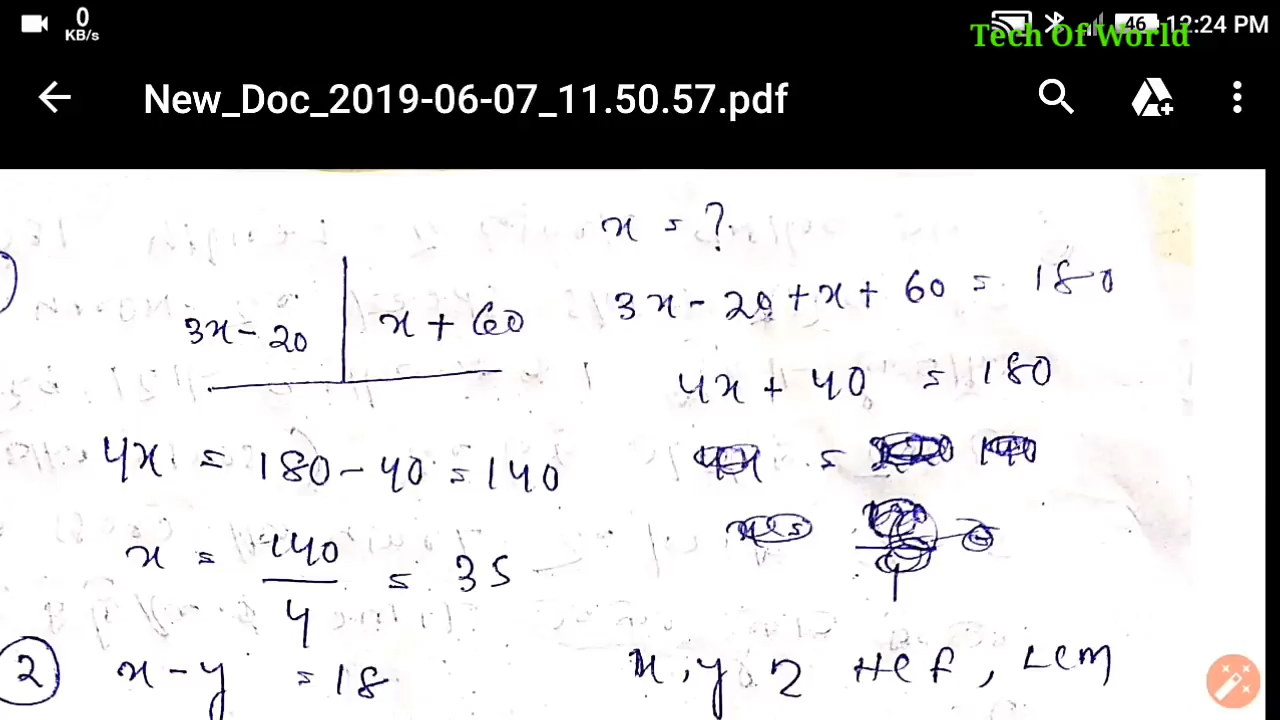 0
KB/s
46 12:24 PM
Tech Of World
New_Doc_2019-06-07_11.50.57.pdf
x = ?
3x - 20 + x + 60 = 180
3x - 20 | x + 60
4x + 40 = 180
4x = 180 - 40 = 140
x = 140/4 = 35
2 x - y = 18 x, y 2 HCF, LCM